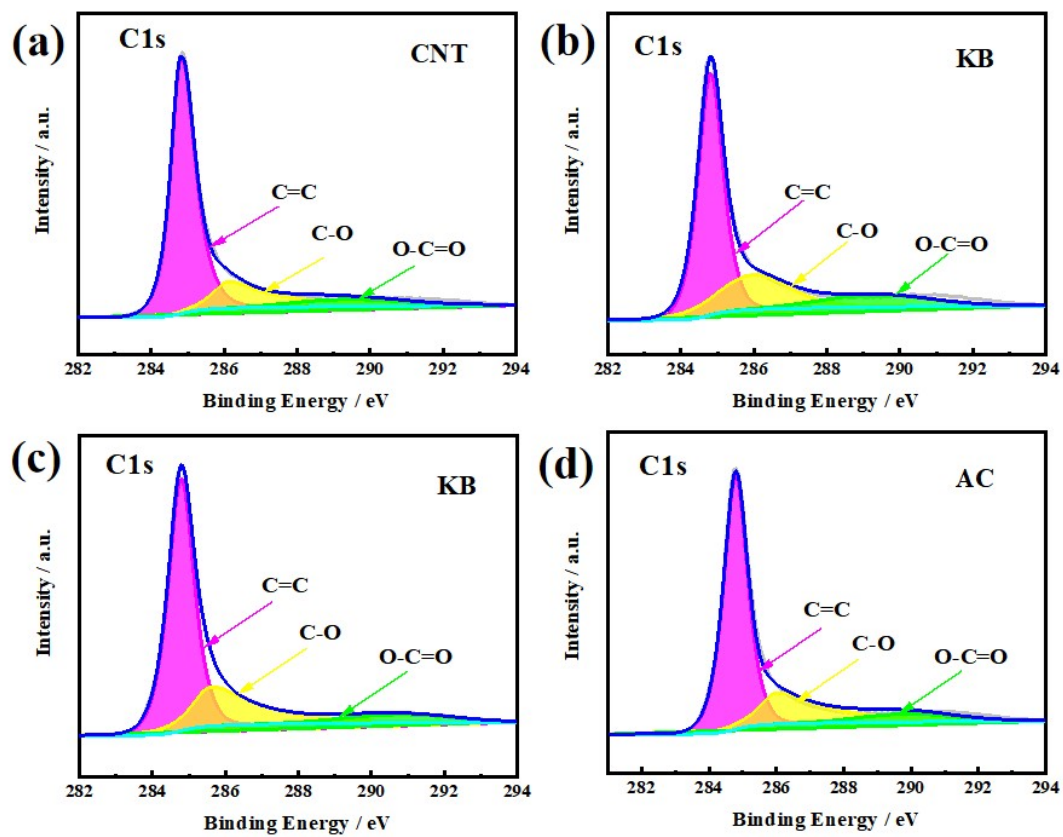 (a)
C1s
CNT
C=C
C-O
O-C=O
Intensity / a.u.
282 284 286 288 290 292 294
Binding Energy / eV
(b)
C1s
KB
C=C
C-O
O-C=O
Intensity / a.u.
282 284 286 288 290 292 294
Binding Energy / eV
(c)
C1s
KB
C=C
C-O
O-C=O
Intensity / a.u.
282 284 286 288 290 292 294
Binding Energy / eV
(d)
C1s
AC
C=C
C-O
O-C=O
Intensity / a.u.
282 284 286 288 290 292 294
Binding Energy / eV